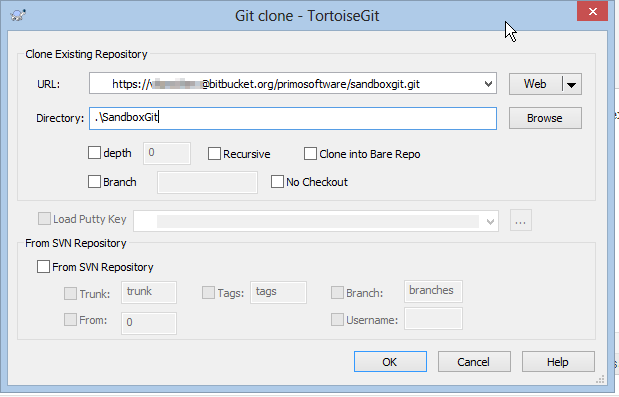 Git clone - TortoiseGit
Clone Existing Repository
URL: https:// @bitbucket.org/primosoftware/sandboxgit.git Web
Directory: .\SandboxGit Browse
depth 0 Recursive Clone into Bare Repo
Branch No Checkout
Load Putty Key ...
From SVN Repository
From SVN Repository
Trunk: trunk Tags: tags Branch: branches
From: 0 Username:
OK Cancel Help